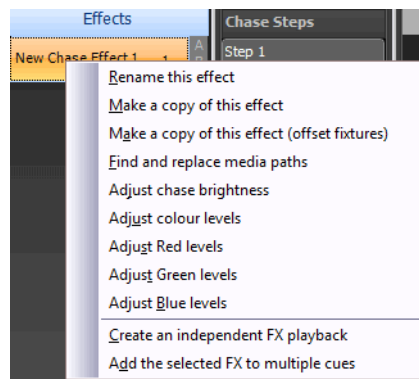 Effects
Chase Steps
New Chase Effect 1 1
A
Step 1
Rename this effect
Make a copy of this effect
Make a copy of this effect (offset fixtures)
Find and replace media paths
Adjust chase brightness
Adjust colour levels
Adjust Red levels
Adjust Green levels
Adjust Blue levels
Create an independent FX playback
Add the selected FX to multiple cues